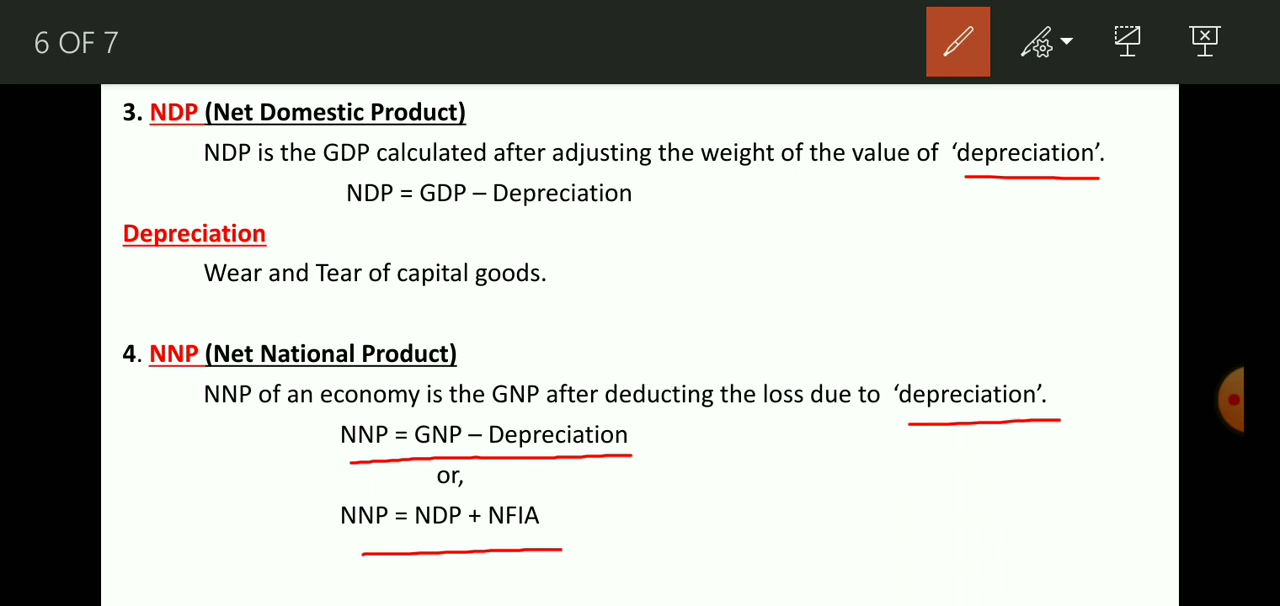 6 OF 7
3. NDP (Net Domestic Product)
NDP is the GDP calculated after adjusting the weight of the value of ‘depreciation’.
NDP = GDP – Depreciation
Depreciation
Wear and Tear of capital goods.
4. NNP (Net National Product)
NNP of an economy is the GNP after deducting the loss due to ‘depreciation’.
NNP = GNP – Depreciation
or,
NNP = NDP + NFIA